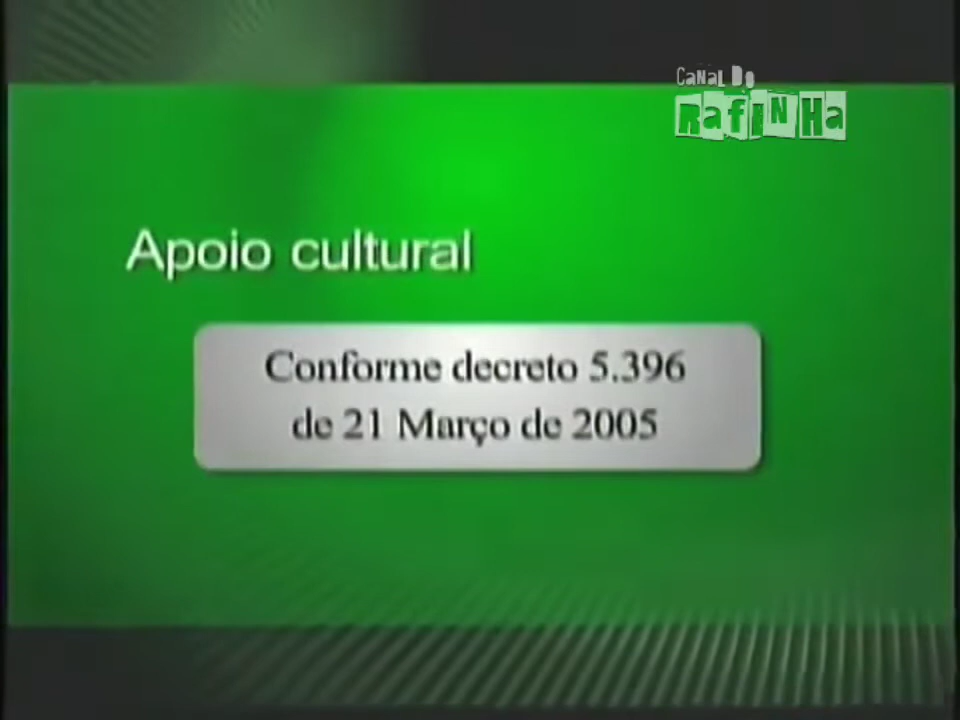 Canal Do
RafINHa
Apoio cultural
Conforme decreto 5.396
de 21 Março de 2005